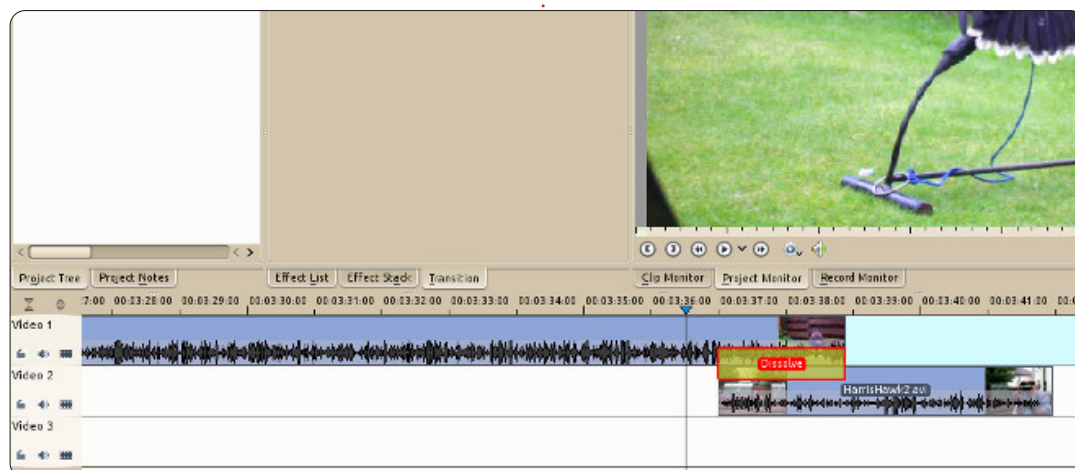 Project Tree
Project Notes
Effect List
Effect Stack
Transition
Clip Monitor
Project Monitor
Record Monitor
7:00 00:03:28:00 00:03:29:00 00:03:30:00 00:03:31:00 00:03:32:00 00:03:33:00 00:03:34:00 00:03:35:00 00:03:36:00 00:03:37:00 00:03:38:00 00:03:39:00 00:03:40:00 00:03:41:00
Video 1
Dissolve
Video 2
HarrisHawk2.avi
Video 3